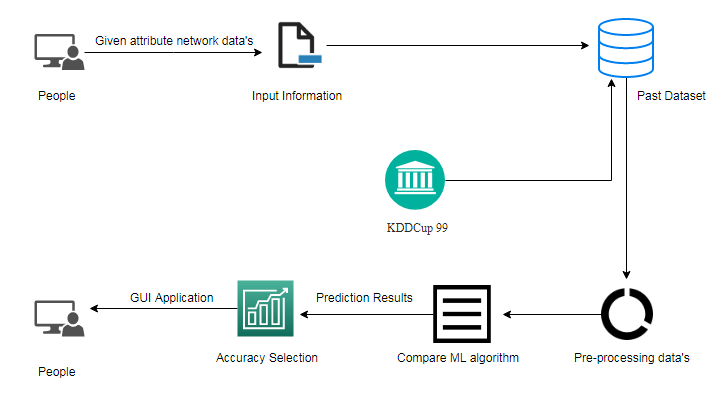 Given attribute network data's
People
Input Information
Past Dataset
KDDCup 99
GUI Application
Prediction Results
People
Accuracy Selection
Compare ML algorithm
Pre-processing data's